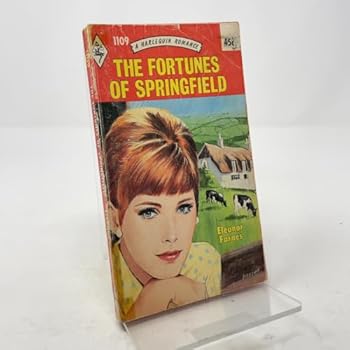 1109
A HARLEQUIN ROMANCE
45¢
THE FORTUNES
OF SPRINGFIELD
Eleanor
Farnes